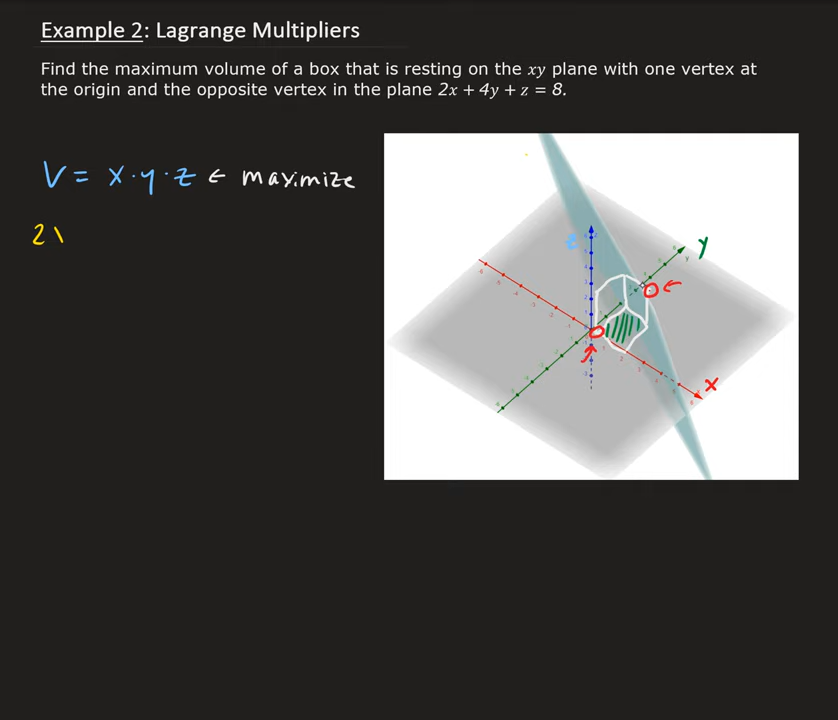 Example 2: Lagrange Multipliers
Find the maximum volume of a box that is resting on the xy plane with one vertex at
the origin and the opposite vertex in the plane 2x + 4y + z = 8.
V = x · y · z ← maximize
2 \
z
y
x